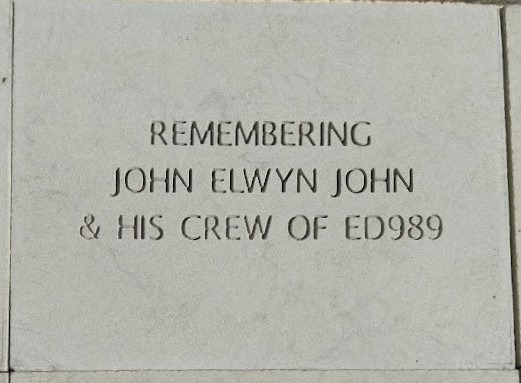 REMEMBERING
JOHN ELWYN JOHN
& HIS CREW OF ED989